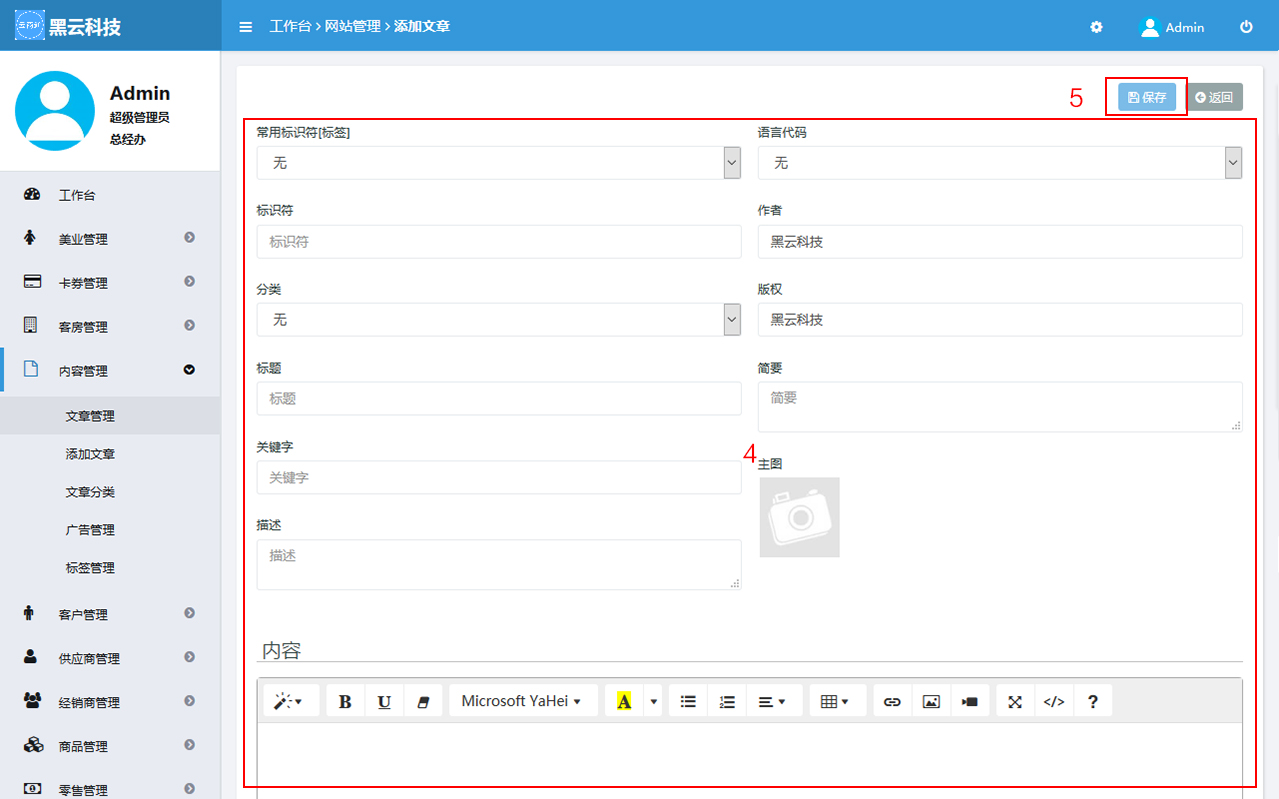 黑云科技
工作台 > 网站管理 > 添加文章
Admin
Admin
超级管理员
总经办
工作台
美业管理
卡券管理
客房管理
内容管理
文章管理
添加文章
文章分类
广告管理
标签管理
客户管理
供应商管理
经销商管理
商品管理
零售管理
5
保存
返回
常用标识符[标签]
无
语言代码
无
标识符
标识符
作者
黑云科技
分类
无
版权
黑云科技
标题
标题
简要
简要
关键字
关键字
4
主图
描述
描述
内容
B U Microsoft YaHei A </> ?